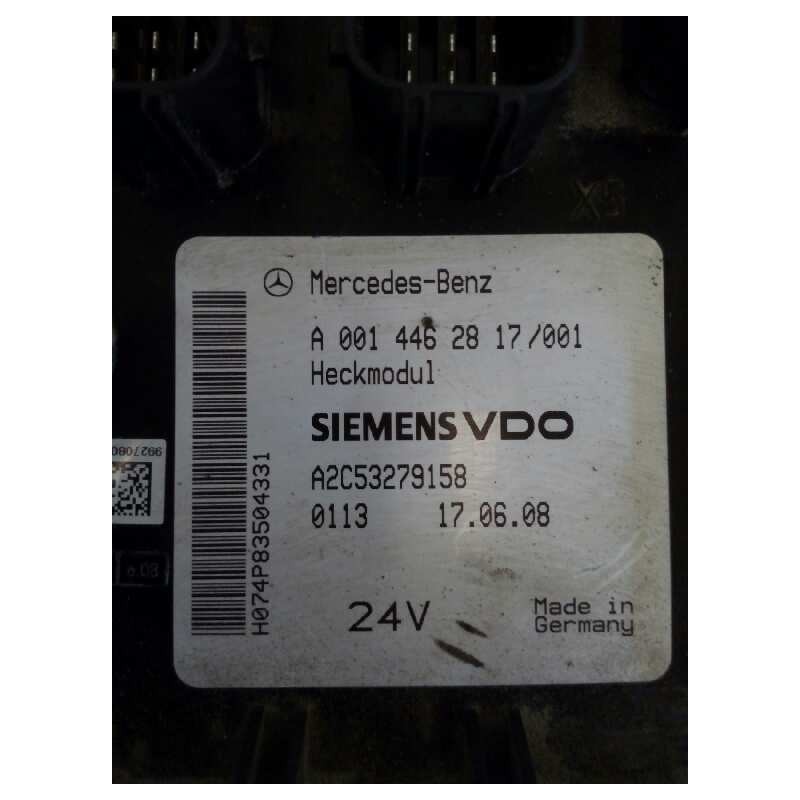 X5
Mercedes-Benz
A 001 446 28 17/001
Heckmodul
SIEMENS VDO
A2C53279158
0113 17.06.08
24V
Made in
Germany
H074P83504331